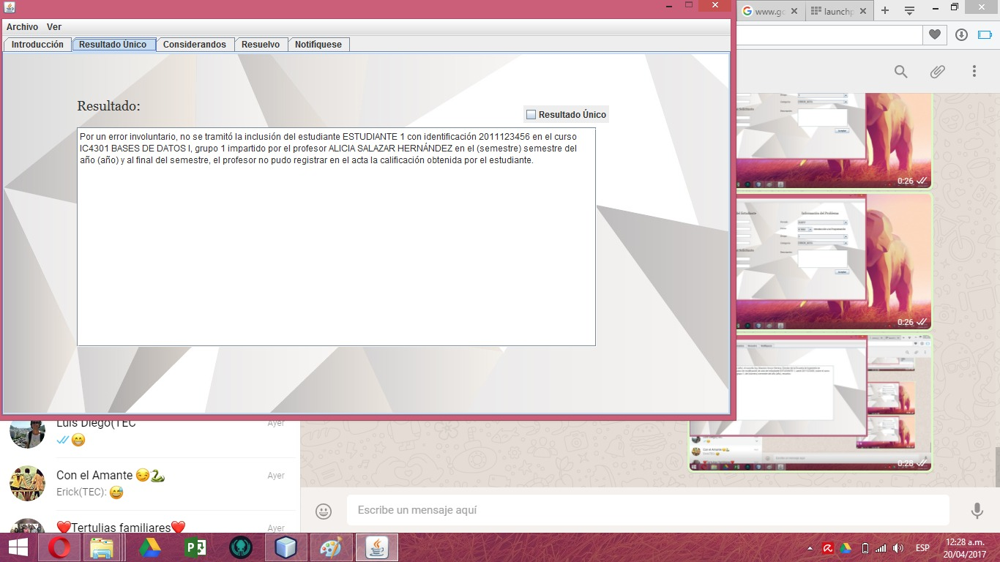 Archivo Ver
Introducción Resultado Único Considerandos Resuelvo Notifíquese
Resultado:
Resultado Único
Por un error involuntario, no se tramitó la inclusión del estudiante ESTUDIANTE 1 con identificación 2011123456 en el curso
IC4301 BASES DE DATOS I, grupo 1 impartido por el profesor ALICIA SALAZAR HERNÁNDEZ en el (semestre) semestre del
año (año) y al final del semestre, el profesor no pudo registrar en el acta la calificación obtenida por el estudiante.
www.go
launchp
0:26
Información del Problema
0:26
0:28
Luis Diego(TEC
Ayer
Con el Amante 😏🐍
Ayer
Erick(TEC): 😅
❤️Tertulias familiares❤️
Ayer
Escribe un mensaje aquí
ESP
12:28 a.m.
20/04/2017